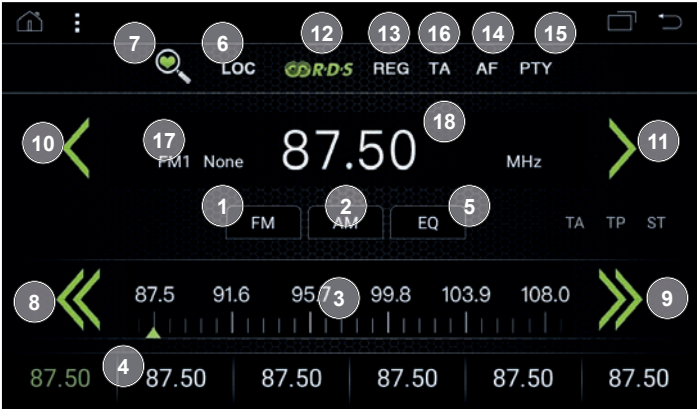 7 6 12 13 16 14 15
LOC R·D·S REG TA AF PTY
10 17 18 11
FM1 None 87.50 MHz
1 2 5
FM AM EQ TA TP ST
8 3 9
87.5 91.6 95.7 99.8 103.9 108.0
4
87.50 87.50 87.50 87.50 87.50 87.50